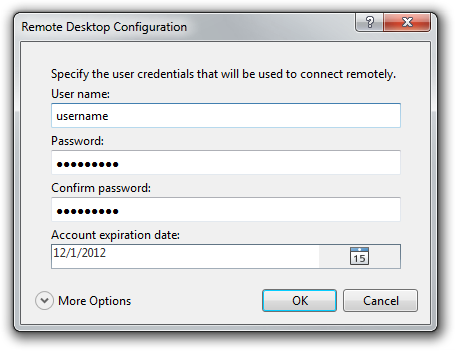 Remote Desktop Configuration
Specify the user credentials that will be used to connect remotely.
User name:
username
Password:
●●●●●●●●●
Confirm password:
●●●●●●●●●
Account expiration date:
12/1/2012
15
More Options
OK
Cancel